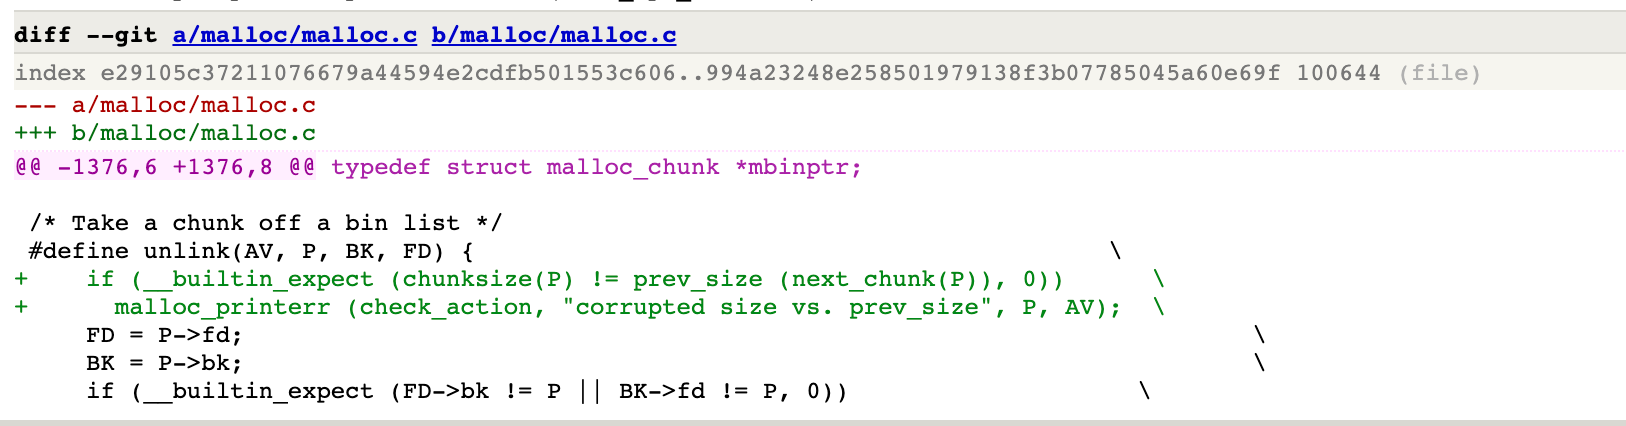 diff --git a/malloc/malloc.c b/malloc/malloc.c
index e29105c37211076679a44594e2cdfb501553c606..994a23248e258501979138f3b07785045a60e69f 100644 (file)
--- a/malloc/malloc.c
+++ b/malloc/malloc.c
@@ -1376,6 +1376,8 @@ typedef struct malloc_chunk *mbinptr;
 /* Take a chunk off a bin list */
 #define unlink(AV, P, BK, FD) {                                            \
+    if (__builtin_expect (chunksize(P) != prev_size (next_chunk(P)), 0))      \
+      malloc_printerr (check_action, "corrupted size vs. prev_size", P, AV);  \
     FD = P->fd;                                                                      \
     BK = P->bk;                                                                      \
     if (__builtin_expect (FD->bk != P || BK->fd != P, 0))                    \